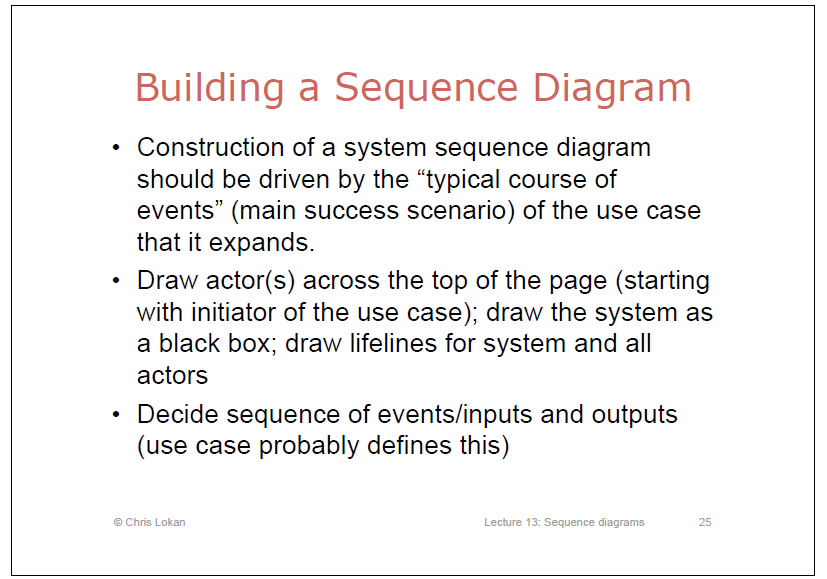 Building a Sequence Diagram
• Construction of a system sequence diagram
should be driven by the “typical course of
events” (main success scenario) of the use case
that it expands.
• Draw actor(s) across the top of the page (starting
with initiator of the use case); draw the system as
a black box; draw lifelines for system and all
actors
• Decide sequence of events/inputs and outputs
(use case probably defines this)
© Chris Lokan
Lecture 13: Sequence diagrams
25